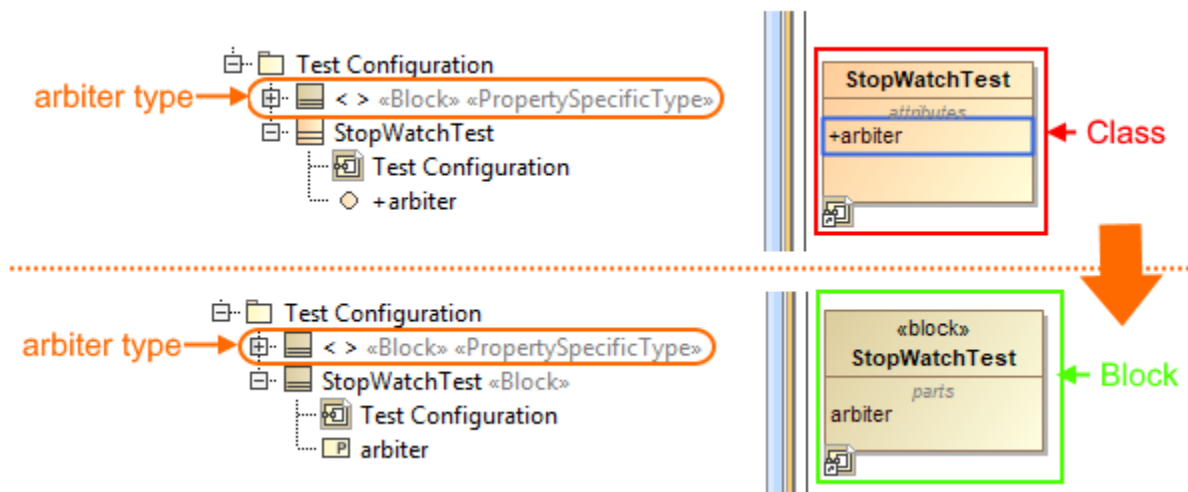 Test Configuration
arbiter type
< > «Block» «PropertySpecificType»
StopWatchTest
Test Configuration
+arbiter
StopWatchTest
attributes
+arbiter
Class
Test Configuration
arbiter type
< > «Block» «PropertySpecificType»
StopWatchTest «Block»
Test Configuration
P arbiter
«block»
StopWatchTest
parts
arbiter
Block